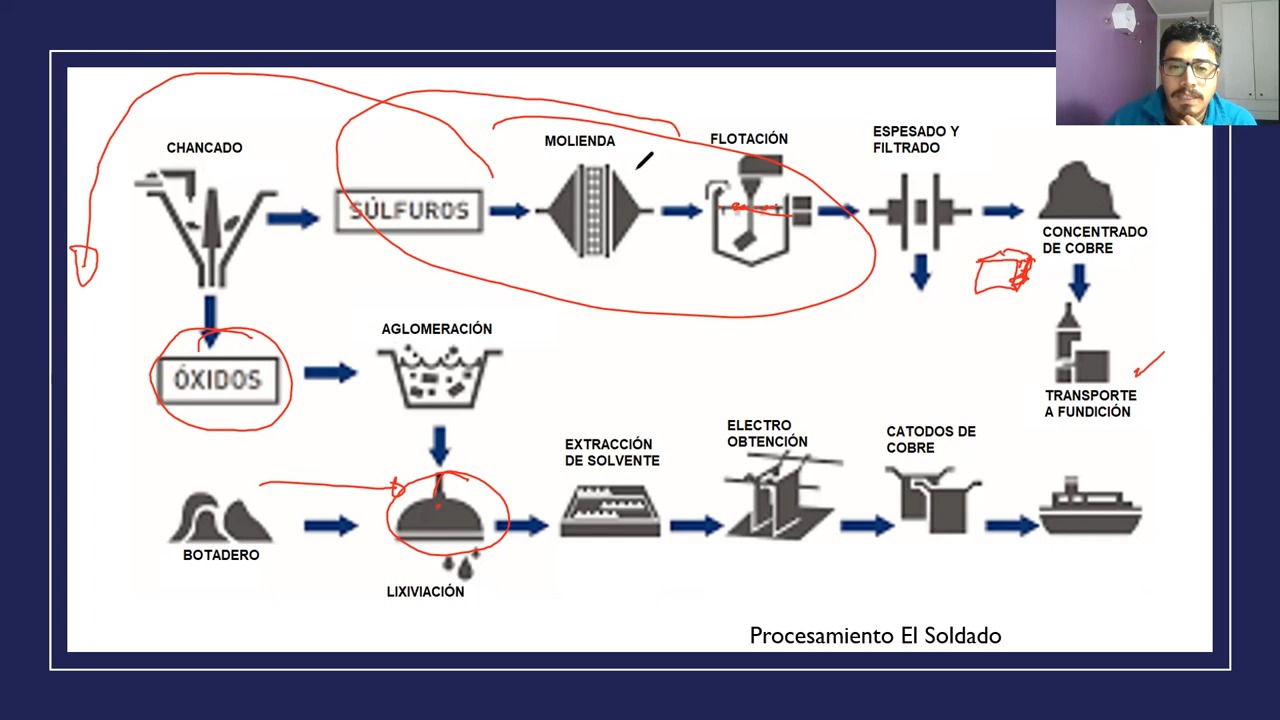 CHANCADO
SÚLFUROS
MOLIENDA
FLOTACIÓN
ESPESADO Y
FILTRADO
CONCENTRADO
DE COBRE
TRANSPORTE
A FUNDICIÓN
ÓXIDOS
AGLOMERACIÓN
BOTADERO
LIXIVIACIÓN
EXTRACCIÓN
DE SOLVENTE
ELECTRO
OBTENCIÓN
CATODOS DE
COBRE
Procesamiento El Soldado